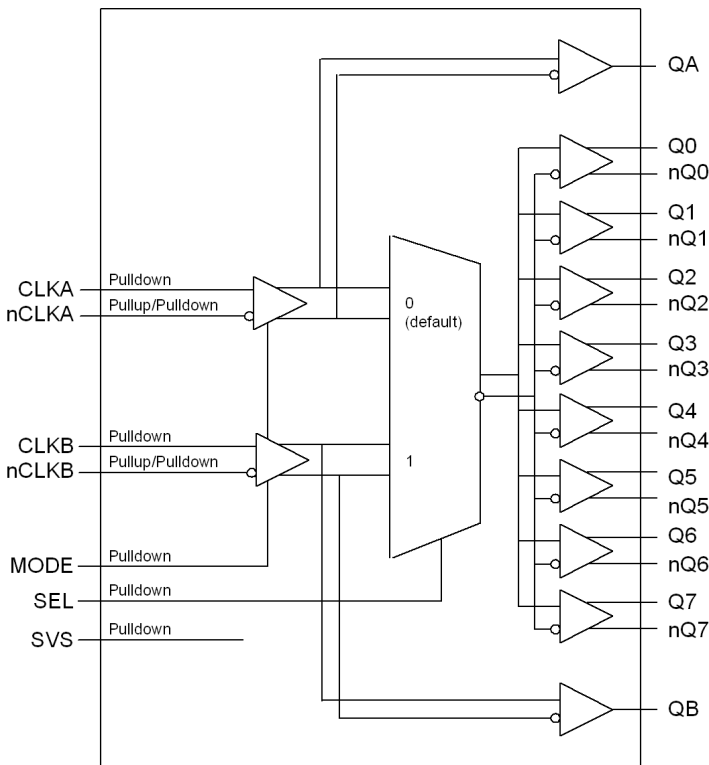 QA
Q0
nQ0
Q1
nQ1
Q2
nQ2
CLKA Pulldown
nCLKA Pullup/Pulldown
0
(default)
Q3
nQ3
Q4
nQ4
CLKB Pulldown
nCLKB Pullup/Pulldown
1
Q5
nQ5
Q6
nQ6
MODE Pulldown
SEL Pulldown
SVS Pulldown
Q7
nQ7
QB